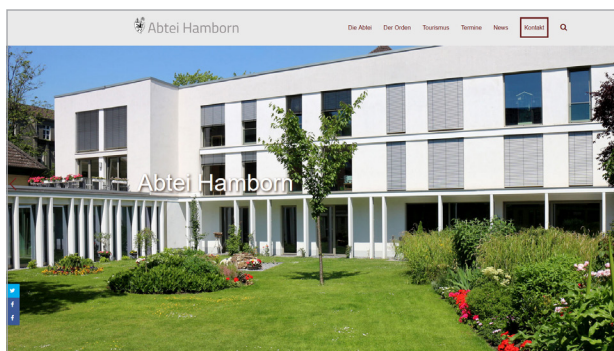 Abtei Hamborn
Die Abtei Der Orden Tourismus Termine News Kontakt
Abtei Hamborn